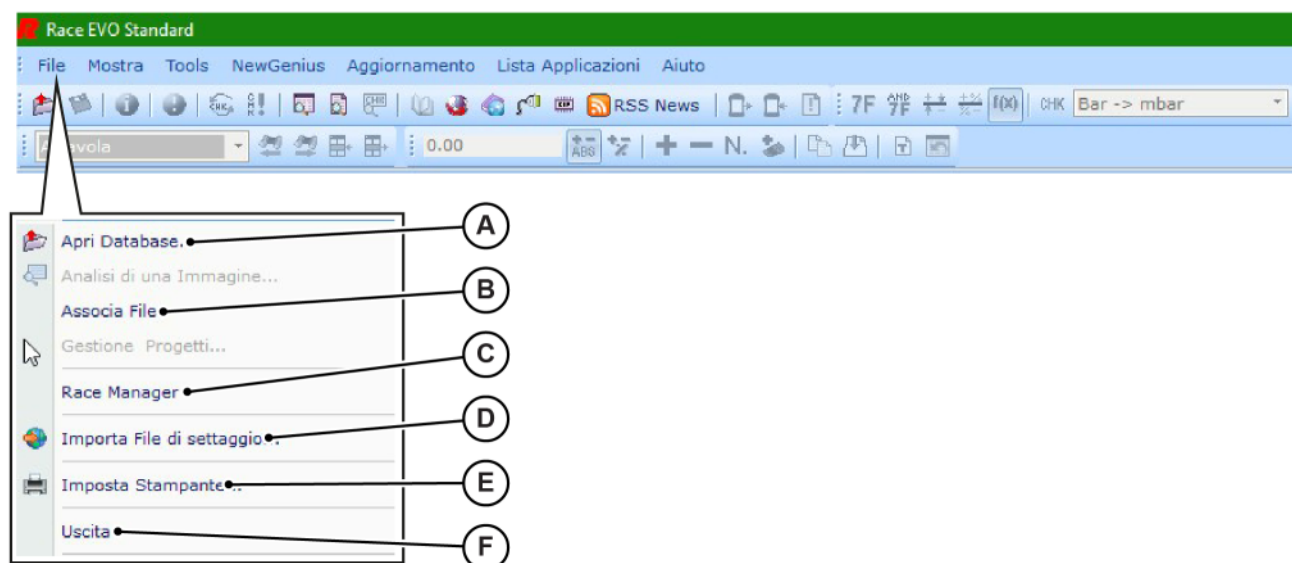 Race EVO Standard
File Mostra Tools NewGenius Aggiornamento Lista Applicazioni Aiuto
RSS News 7F 7F f(x) CHK Bar -> mbar
0.00 ABS N.
Apri Database. A
Analisi di una Immagine...
Associa File B
Gestione Progetti...
Race Manager C
Importa File di settaggio... D
Imposta Stampante... E
Uscita F